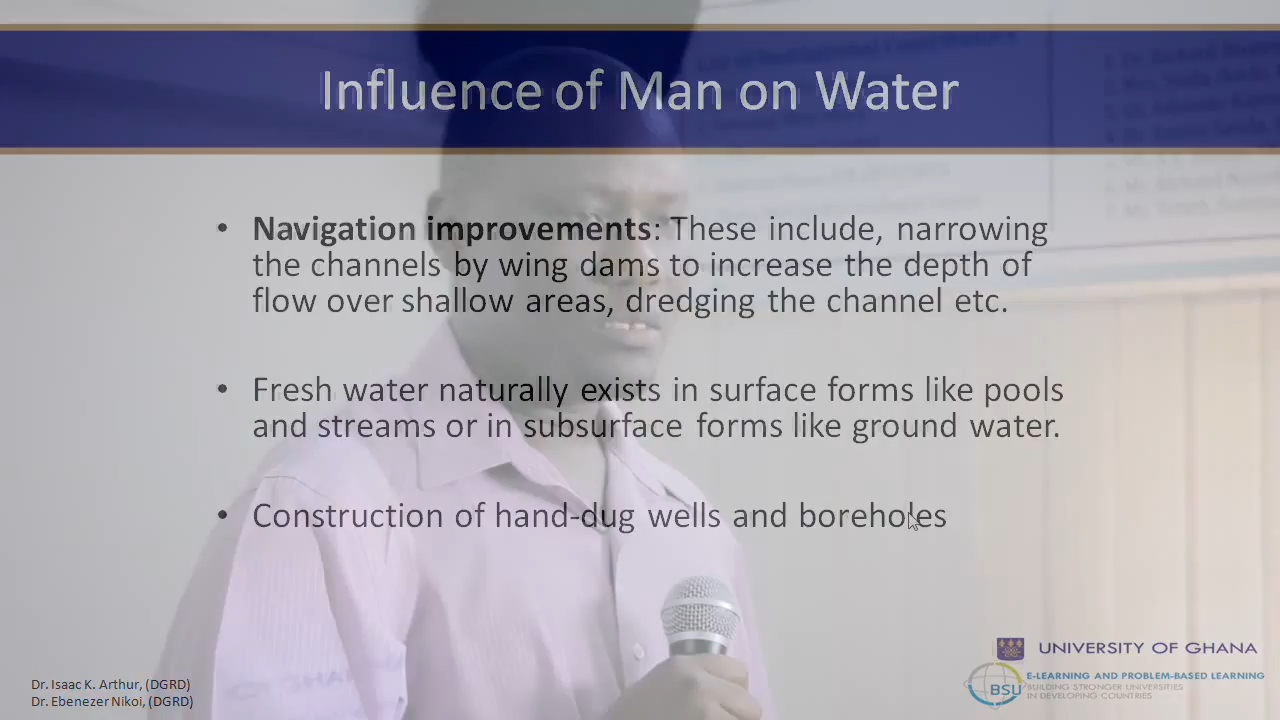 Influence of Man on Water
• Navigation improvements: These include, narrowing
the channels by wing dams to increase the depth of
flow over shallow areas, dredging the channel etc.
• Fresh water naturally exists in surface forms like pools
and streams or in subsurface forms like ground water.
• Construction of hand-dug wells and boreholes
UNIVERSITY OF GHANA
E-LEARNING AND PROBLEM-BASED LEARNING
BSU BUILDING STRONGER UNIVERSITIES
IN DEVELOPING COUNTRIES
Dr. Isaac K. Arthur, (DGRD)
Dr. Ebenezer Nikoi, (DGRD)